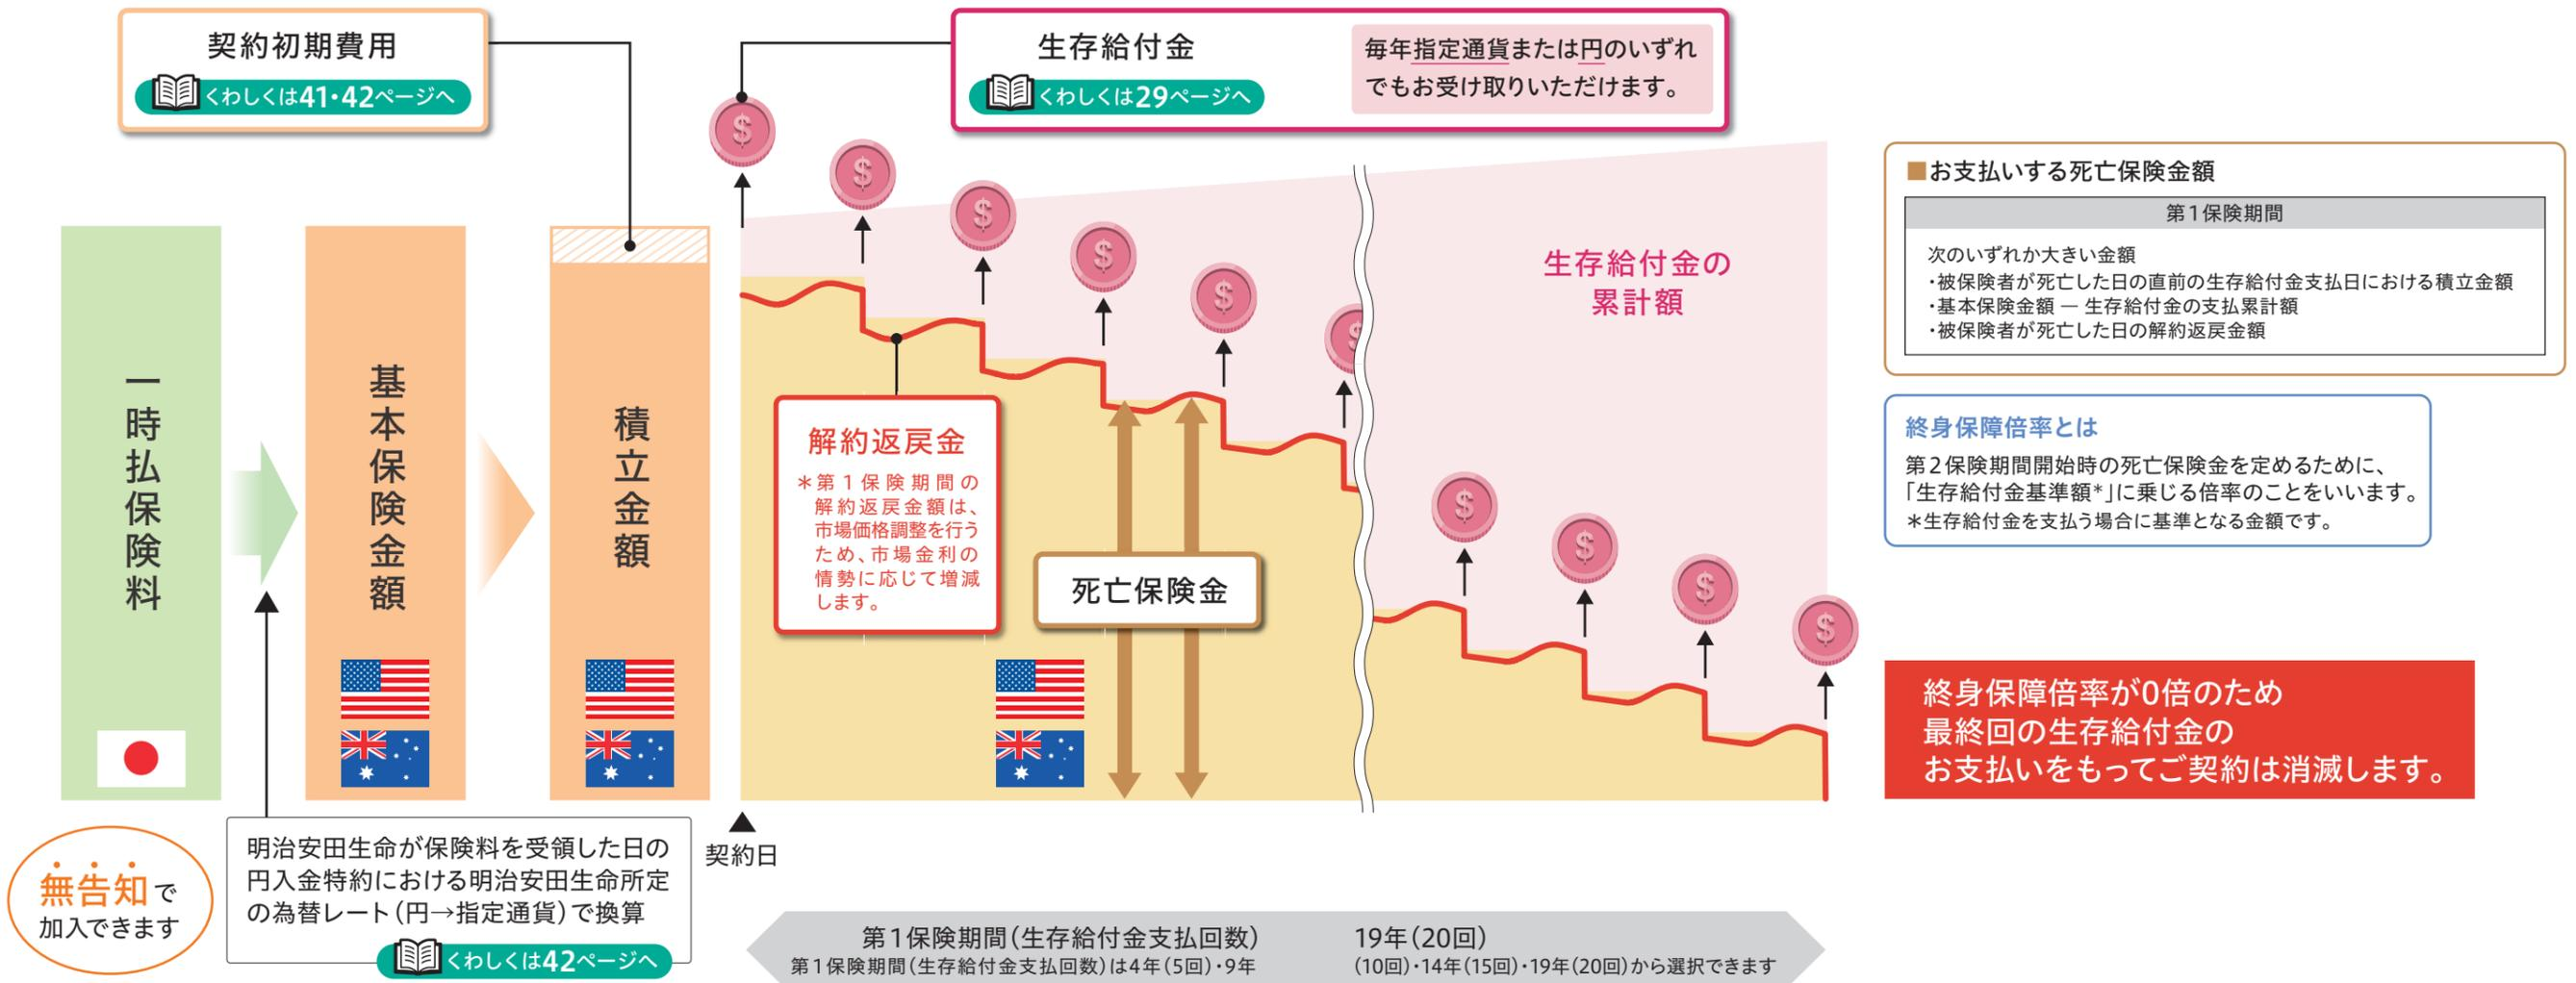 契約初期費用
くわしくは41・42ページへ
生存給付金
くわしくは29ページへ
毎年指定通貨または円のいずれ
でもお受け取りいただけます。
一時払保険料
基本保険金額
積立金額
生存給付金の
累計額
解約返戻金
＊第1保険期間の
解約返戻金額は、
市場価格調整を行う
ため、市場金利の
情勢に応じて増減
します。
死亡保険金
■お支払いする死亡保険金額
第1保険期間
次のいずれか大きい金額
・被保険者が死亡した日の直前の生存給付金支払日における積立金額
・基本保険金額 ― 生存給付金の支払累計額
・被保険者が死亡した日の解約返戻金額
終身保障倍率とは
第2保険期間開始時の死亡保険金を定めるために、
「生存給付金基準額*」に乗じる倍率のことをいいます。
＊生存給付金を支払う場合に基準となる金額です。
終身保障倍率が0倍のため
最終回の生存給付金の
お支払いをもってご契約は消滅します。
無告知で
加入できます
明治安田生命が保険料を受領した日の
円入金特約における明治安田生命所定
の為替レート（円→指定通貨）で換算
くわしくは42ページへ
契約日
第1保険期間（生存給付金支払回数） 19年（20回）
第1保険期間（生存給付金支払回数）は4年（5回）・9年（10回）・14年（15回）・19年（20回）から選択できます